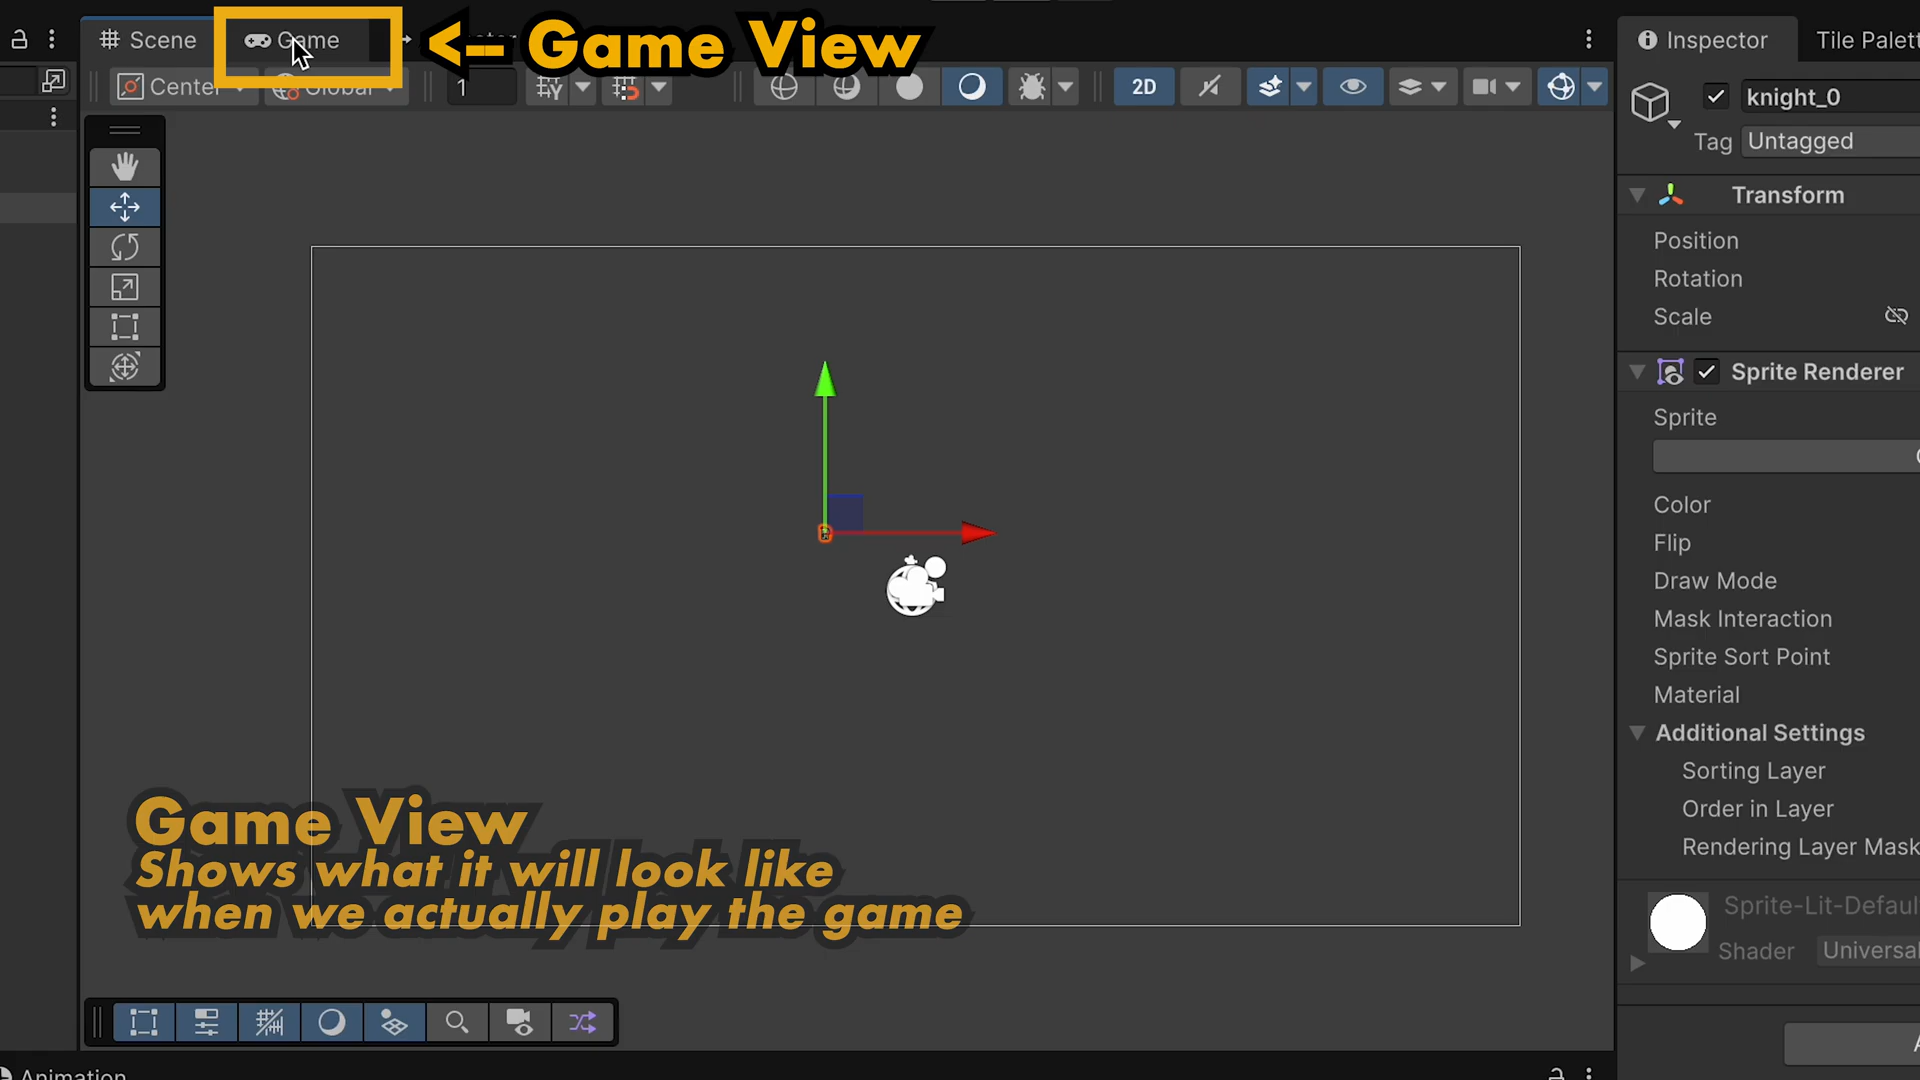 Scene
Game
<-- Game View
Inspector
Tile Palett
Center
Global
1
2D
knight_0
Tag
Untagged
Transform
Position
Rotation
Scale
Sprite Renderer
Sprite
Color
Flip
Draw Mode
Mask Interaction
Sprite Sort Point
Material
Additional Settings
Sorting Layer
Order in Layer
Rendering Layer Mask
Game View
Shows what it will look like
when we actually play the game
Sprite-Lit-Defaul
Shader
Universa
Animation